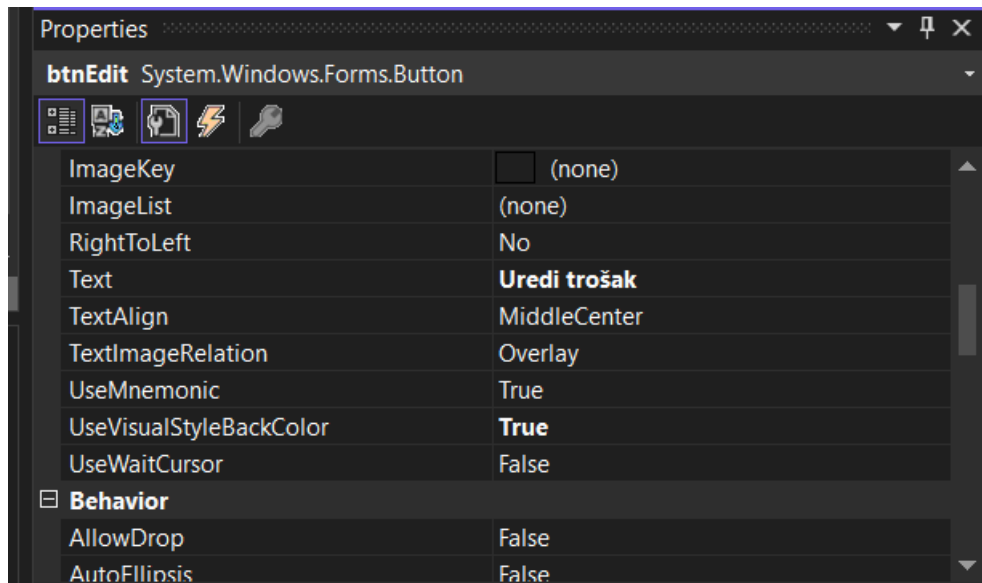 Properties
btnEdit System.Windows.Forms.Button
ImageKey (none)
ImageList (none)
RightToLeft No
Text Uredi trošak
TextAlign MiddleCenter
TextImageRelation Overlay
UseMnemonic True
UseVisualStyleBackColor True
UseWaitCursor False
Behavior
AllowDrop False
AutoEllipsis False